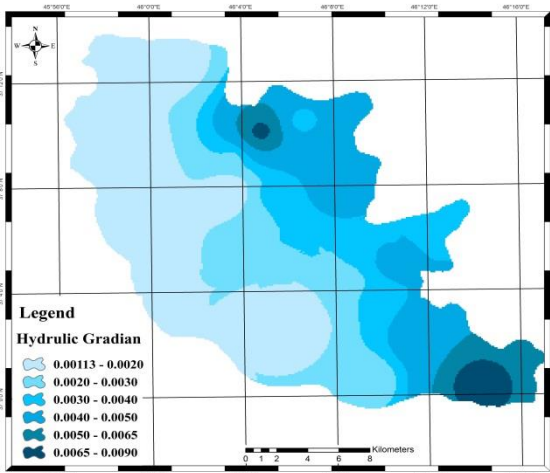 45°56'0"E 46°0'0"E 46°4'0"E 46°8'0"E 46°12'0"E 46°16'0"E
N
W E
S
Legend
Hydrulic Gradian
0.00113 - 0.0020
0.0020 - 0.0030
0.0030 - 0.0040
0.0040 - 0.0050
0.0050 - 0.0065
0.0065 - 0.0090
Kilometers
0 1 2 4 6 8